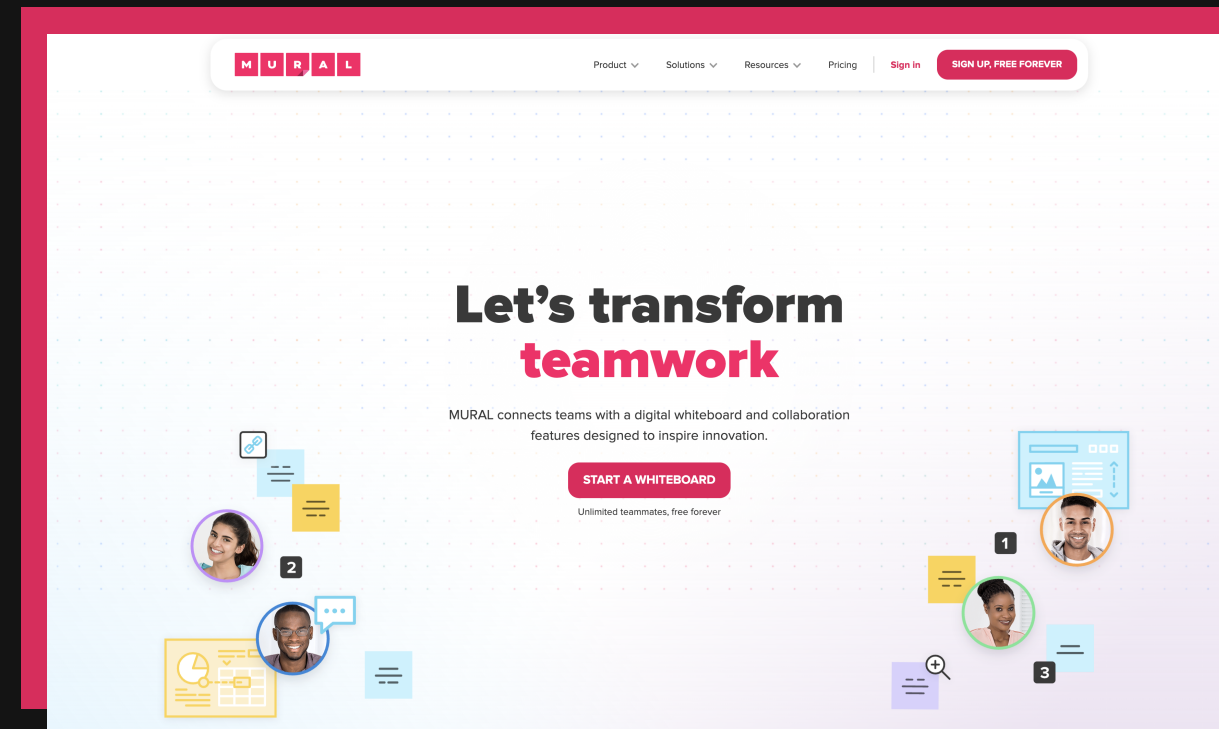 MURAL
Product Solutions Resources Pricing Sign in SIGN UP, FREE FOREVER
Let’s transform
teamwork
MURAL connects teams with a digital whiteboard and collaboration
features designed to inspire innovation.
START A WHITEBOARD
Unlimited teammates, free forever
1
2
3